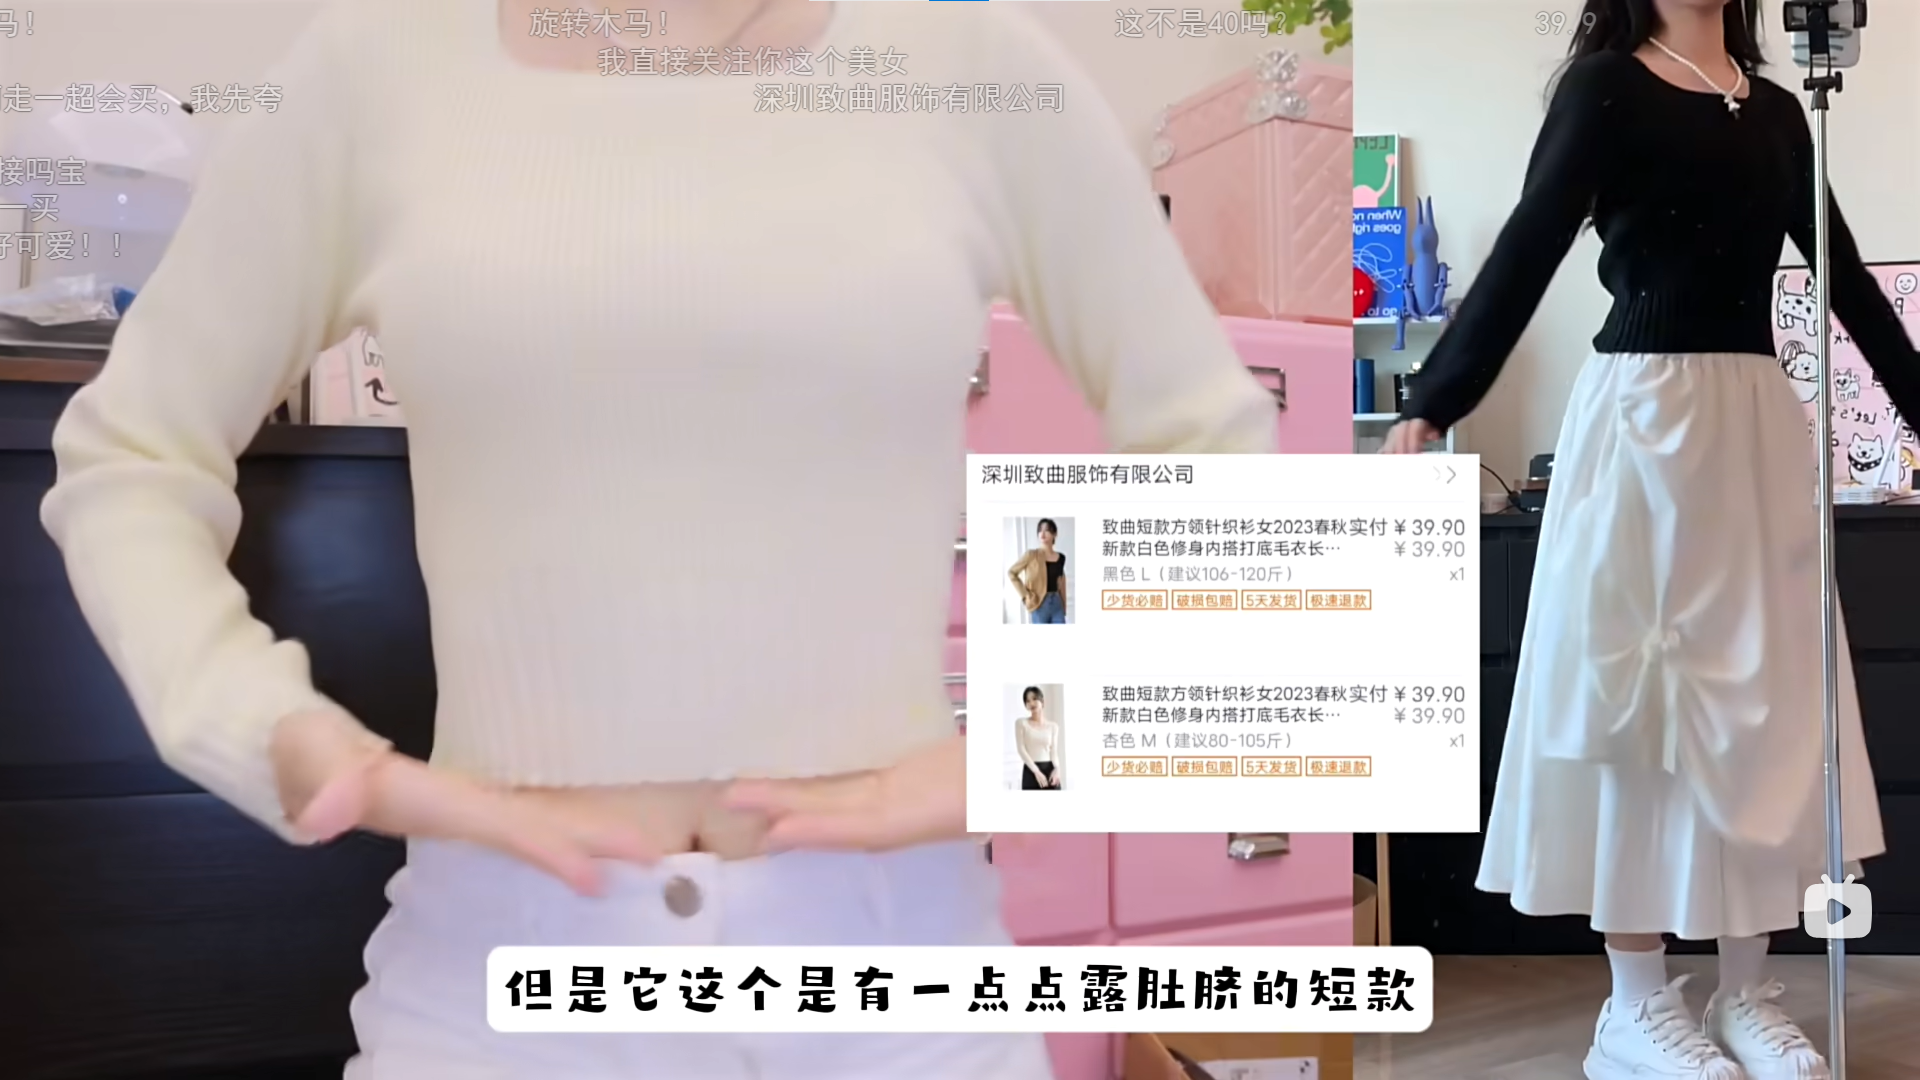 马！
旋转木马！
这不是40吗？
39.9
我直接关注你这个美女
走一超会买，我先夸
深圳致曲服饰有限公司
接吗宝
一买
好可爱！！
When no
goes righ
深圳致曲服饰有限公司
致曲短款方领针织衫女2023春秋实付 ¥ 39.90
新款白色修身内搭打底毛衣长… ¥ 39.90
黑色 L（建议106-120斤） x1
少货必赔 破损包赔 5天发货 极速退款
致曲短款方领针织衫女2023春秋实付 ¥ 39.90
新款白色修身内搭打底毛衣长… ¥ 39.90
杏色 M（建议80-105斤） x1
少货必赔 破损包赔 5天发货 极速退款
Let's
但是它这个是有一点点露肚脐的短款